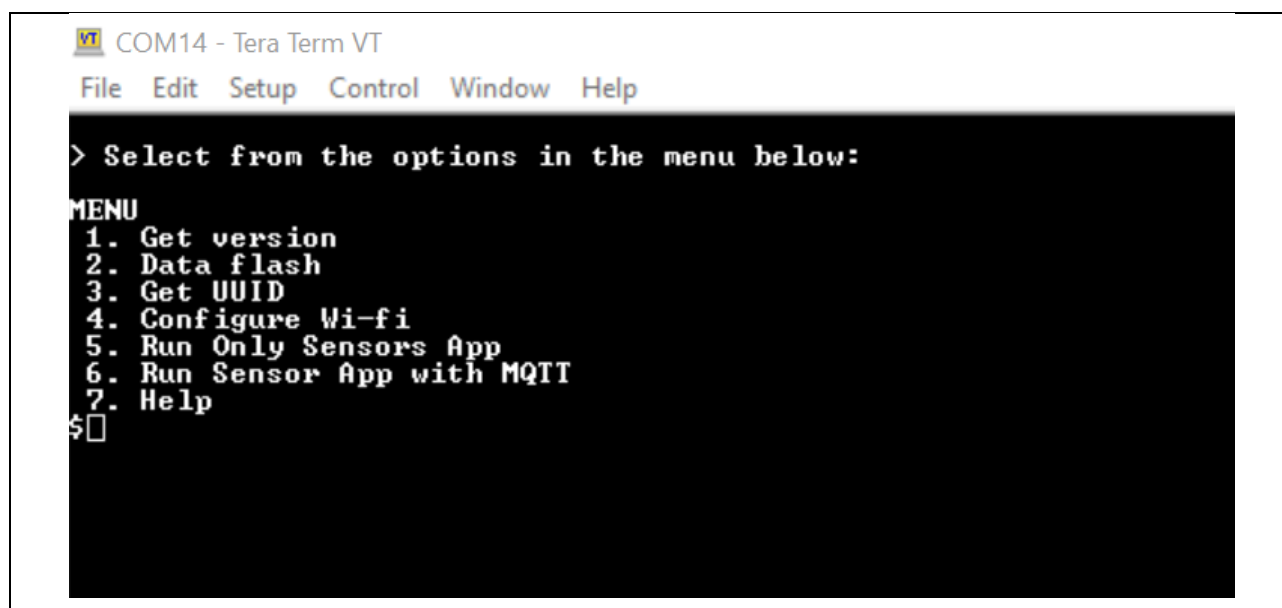 VT COM14 - Tera Term VT
File Edit Setup Control Window Help
> Select from the options in the menu below:
MENU
1. Get version
2. Data flash
3. Get UUID
4. Configure Wi-fi
5. Run Only Sensors App
6. Run Sensor App with MQTT
7. Help
$